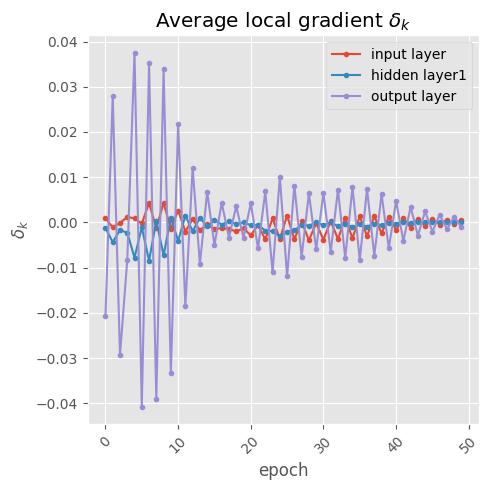 Average local gradient δₖ
input layer
hidden layer1
output layer
δₖ
0.04
0.03
0.02
0.01
0.00
−0.01
−0.02
−0.03
−0.04
0
10
20
30
40
50
epoch